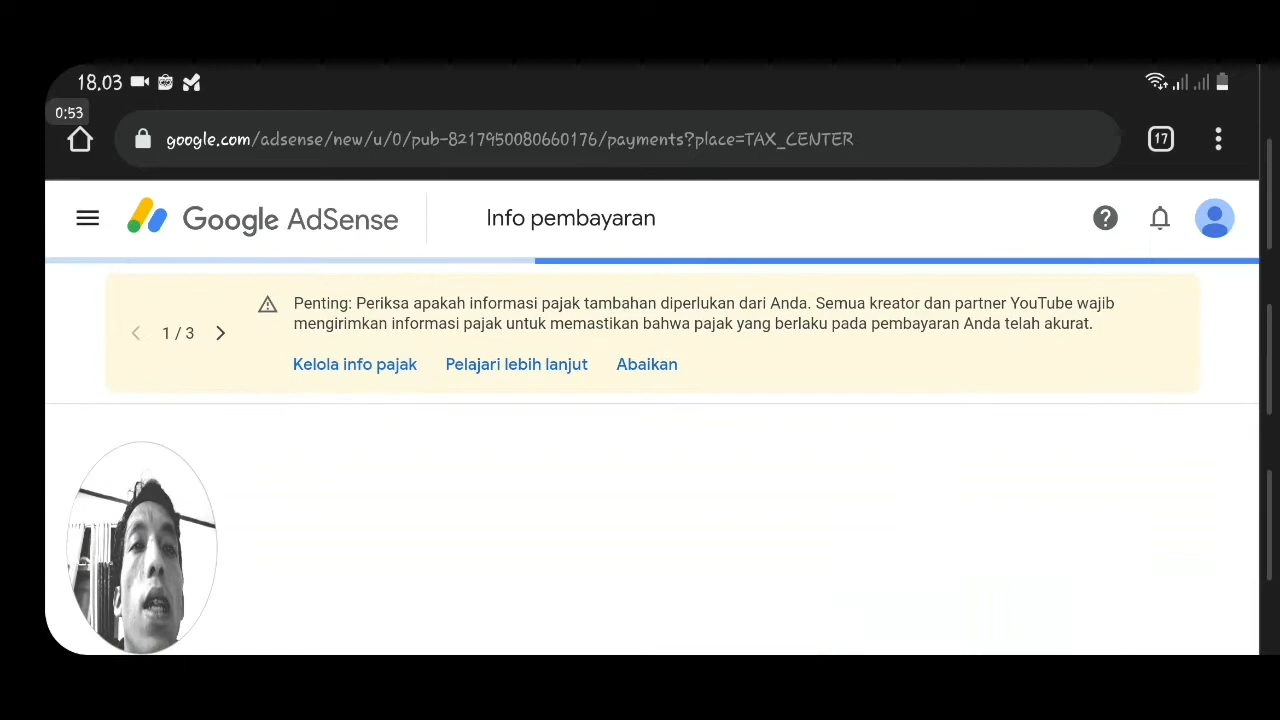 18.03
0:53
google.com/adsense/new/u/0/pub-8217950080660176/payments?place=TAX_CENTER
17
Google AdSense
Info pembayaran
1 / 3
Penting: Periksa apakah informasi pajak tambahan diperlukan dari Anda. Semua kreator dan partner YouTube wajib
mengirimkan informasi pajak untuk memastikan bahwa pajak yang berlaku pada pembayaran Anda telah akurat.
Kelola info pajak
Pelajari lebih lanjut
Abaikan